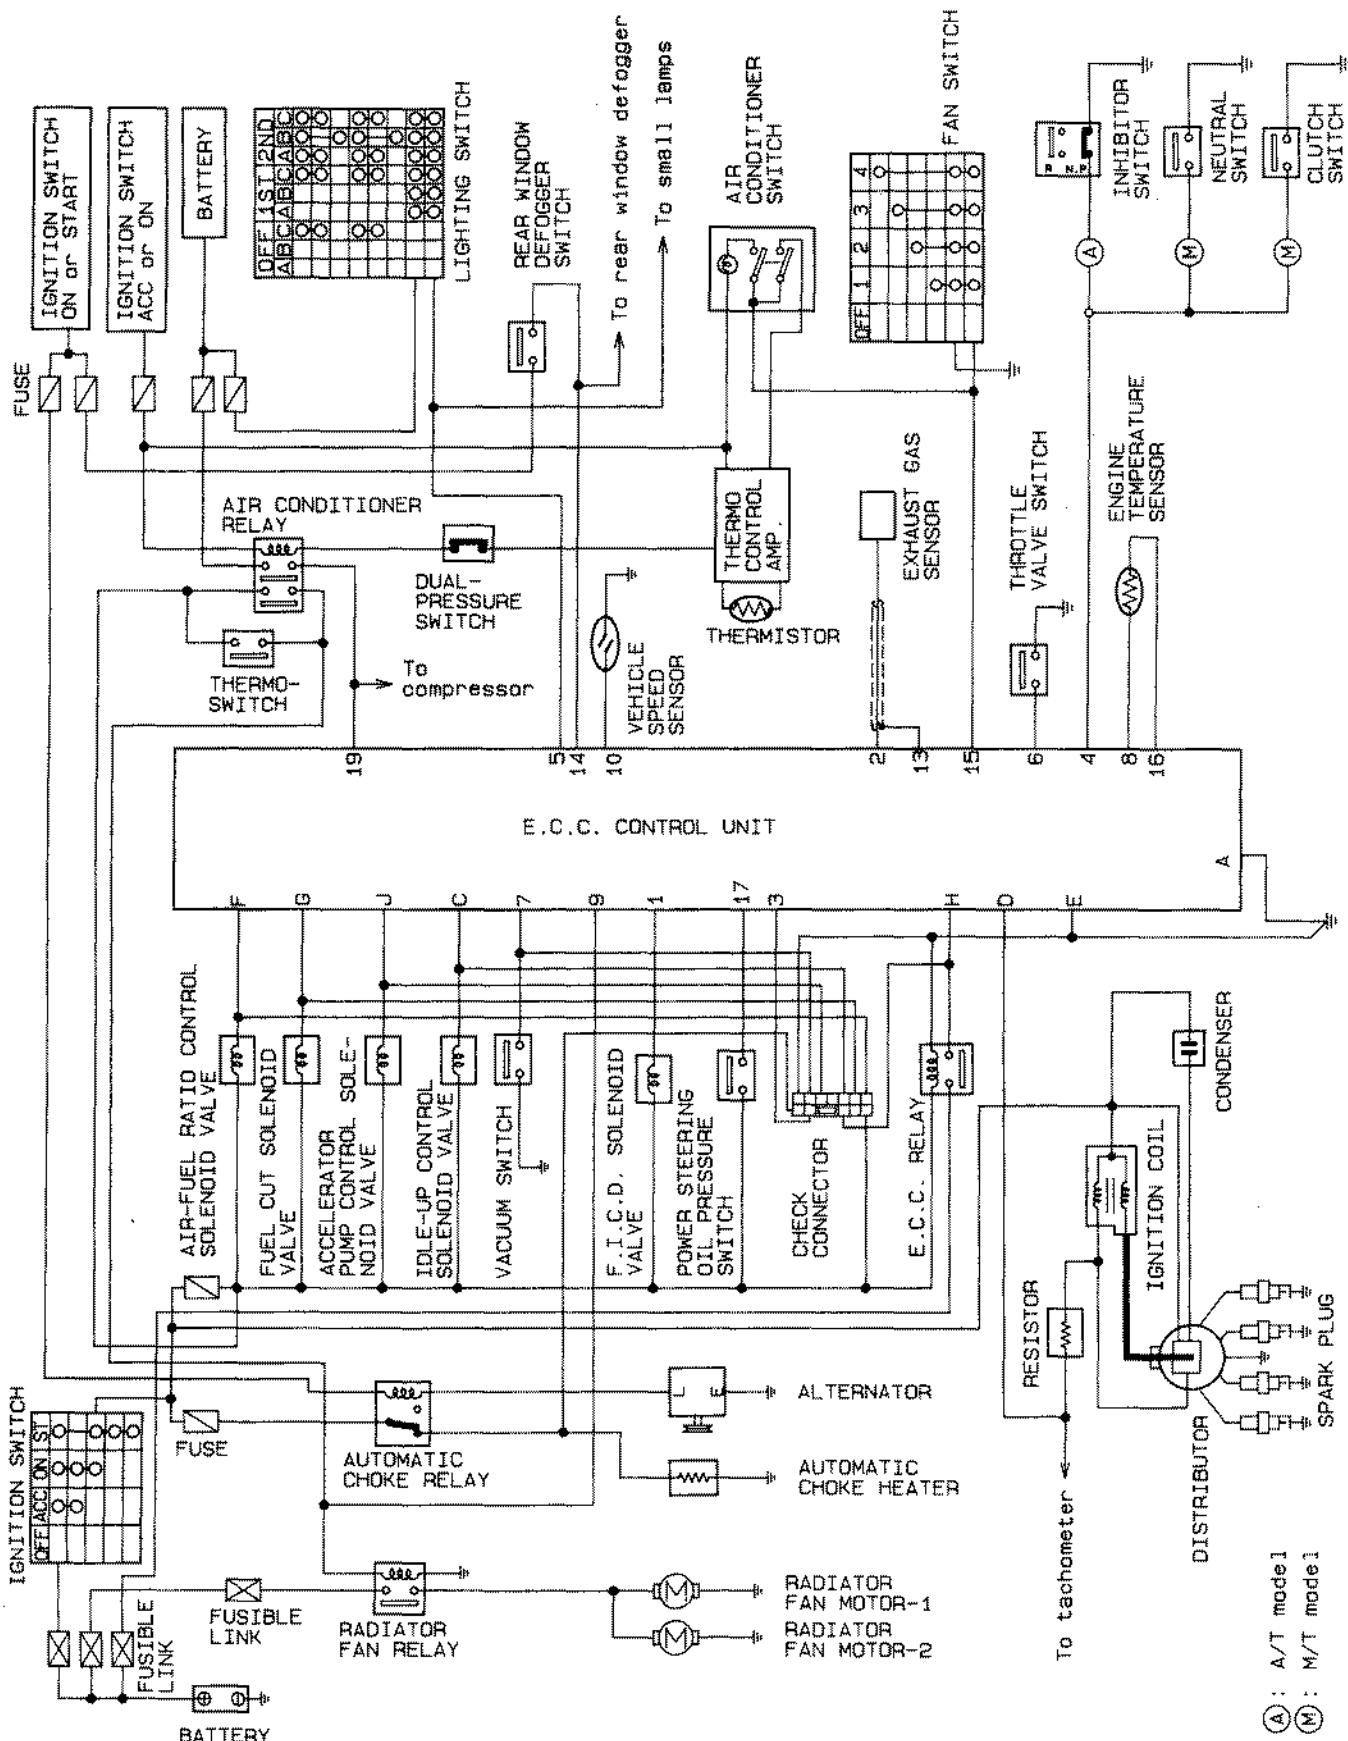 IGNITION SWITCH
ON or START
IGNITION SWITCH
ACC or ON
BATTERY
FUSE
OFF 1ST 2ND
A B C A B C A B C
LIGHTING SWITCH
REAR WINDOW
DEFOGGER
SWITCH
To rear window defogger
To small lamps
AIR
CONDITIONER
SWITCH
OFF 1 2 3 4
FAN SWITCH
R N.P
INHIBITOR
SWITCH
NEUTRAL
SWITCH
CLUTCH
SWITCH
A
M
M
AIR CONDITIONER
RELAY
DUAL-
PRESSURE
SWITCH
THERMO
CONTROL
AMP.
THERMISTOR
EXHAUST GAS
SENSOR
THROTTLE
VALVE SWITCH
ENGINE
TEMPERATURE
SENSOR
THERMO-
SWITCH
To
compressor
VEHICLE
SPEED
SENSOR
19 5 14 10 2 13 15 6 4 8 16
E.C.C. CONTROL UNIT
A
F G J C 7 9 1 17 3 H D E
AIR-FUEL RATIO CONTROL
SOLENOID VALVE
FUEL CUT SOLENOID
VALVE
ACCELERATOR
PUMP CONTROL SOLE-
NOID VALVE
IDLE-UP CONTROL
SOLENOID VALVE
VACUUM SWITCH
F.I.C.D. SOLENOID
VALVE
POWER STEERING
OIL PRESSURE
SWITCH
CHECK
CONNECTOR
E.C.C. RELAY
CONDENSER
IGNITION COIL
RESISTOR
SPARK PLUG
DISTRIBUTOR
To tachometer
IGNITION SWITCH
OFF ACC ON ST
FUSE
AUTOMATIC
CHOKE RELAY
L
E
ALTERNATOR
AUTOMATIC
CHOKE HEATER
FUSIBLE
LINK
FUSIBLE
LINK
RADIATOR
FAN RELAY
M
RADIATOR
FAN MOTOR-1
M
RADIATOR
FAN MOTOR-2
BATTERY
A : A/T model
M : M/T model